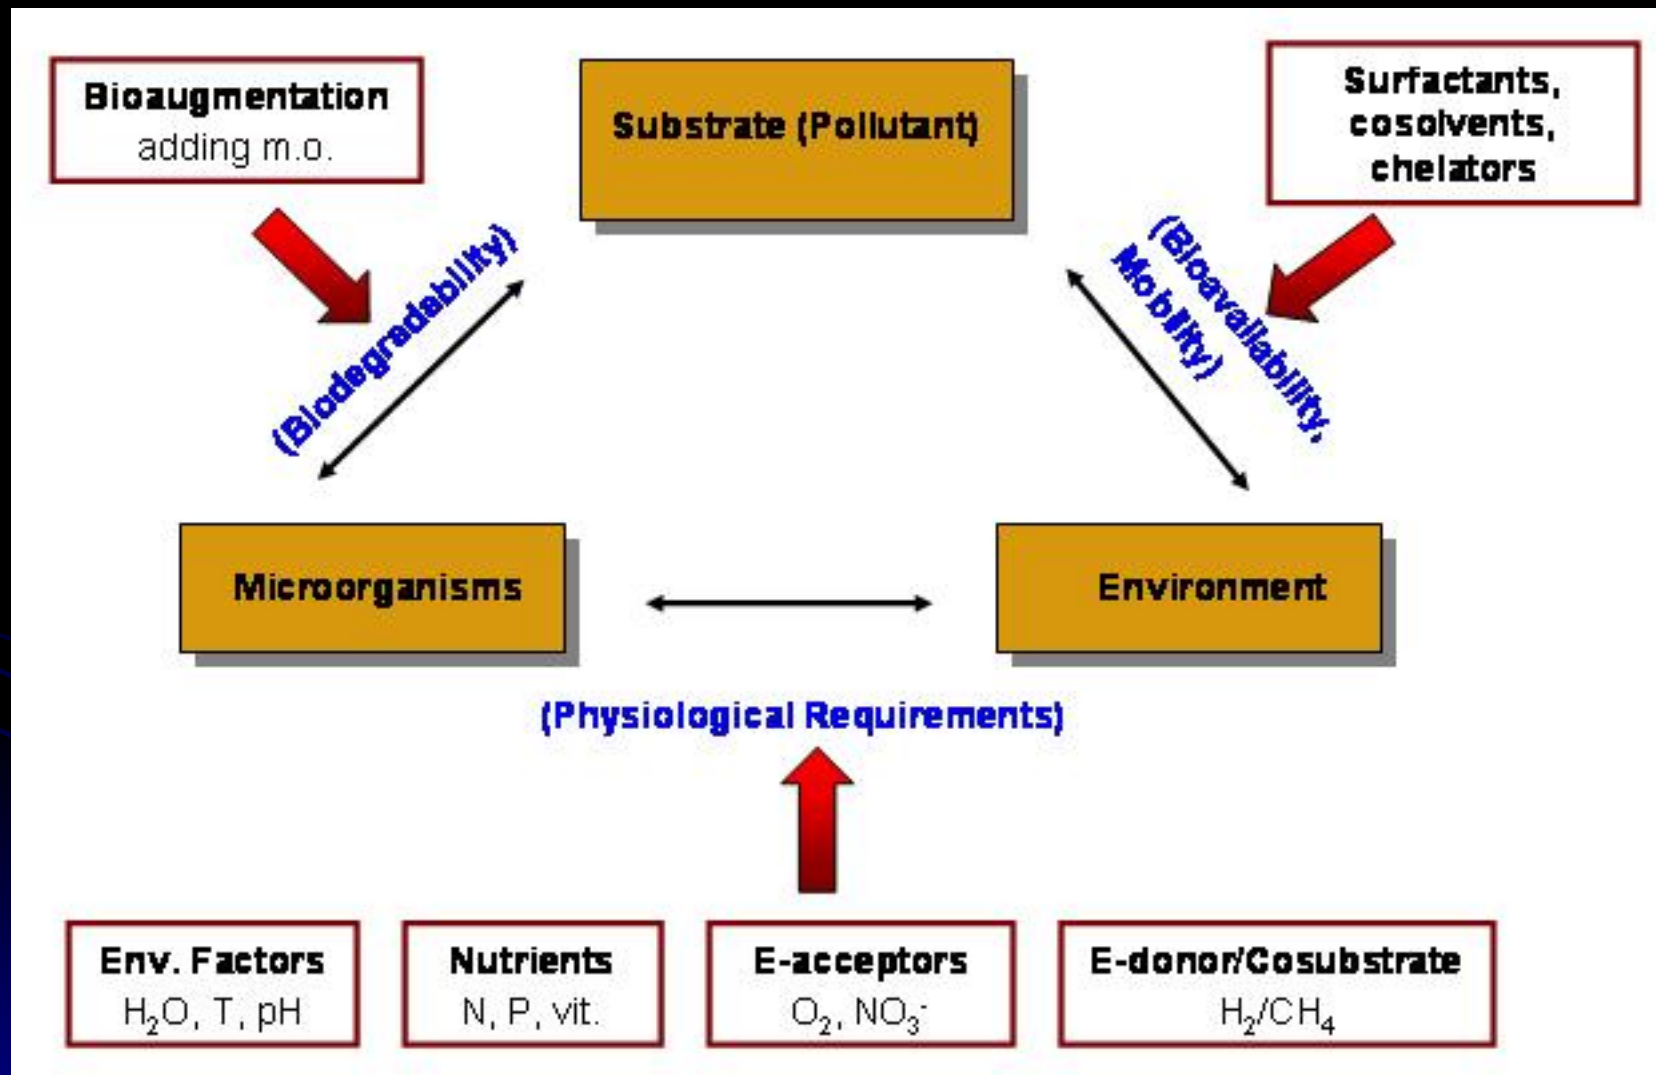 Bioaugmentation
adding m.o.
Substrate (Pollutant)
Surfactants,
cosolvents,
chelators
(Biodegradability)
(Bioavailability,
Mobility)
Microorganisms
Environment
(Physiological Requirements)
Env. Factors
H₂O, T, pH
Nutrients
N, P, vit.
E-acceptors
O₂, NO₃⁻
E-donor/Cosubstrate
H₂/CH₄